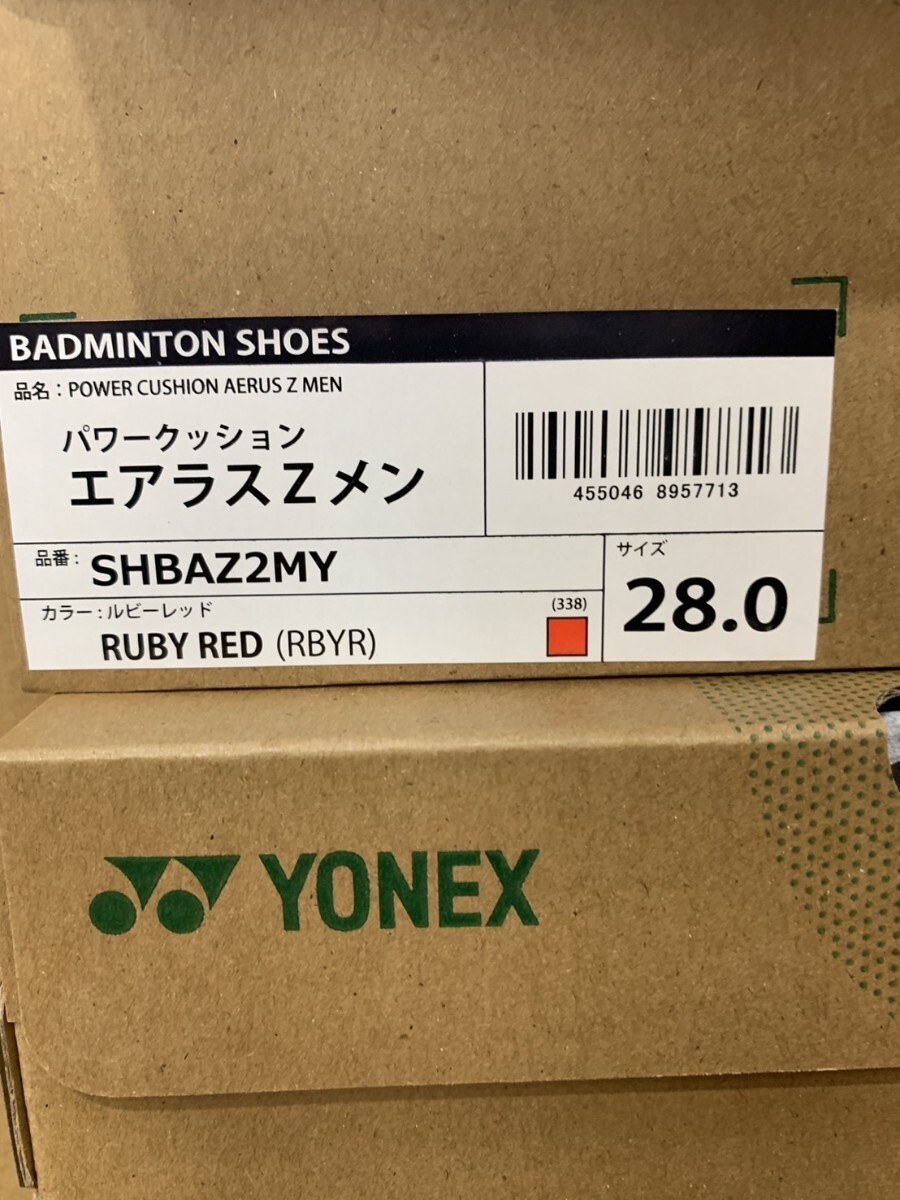 BADMINTON SHOES
品名：POWER CUSHION AERUS Z MEN
パワークッション
エアラスZメン
455046 8957713
品番：SHBAZ2MY
サイズ
28.0
カラー：ルビーレッド
(338)
RUBY RED (RBYR)
YONEX